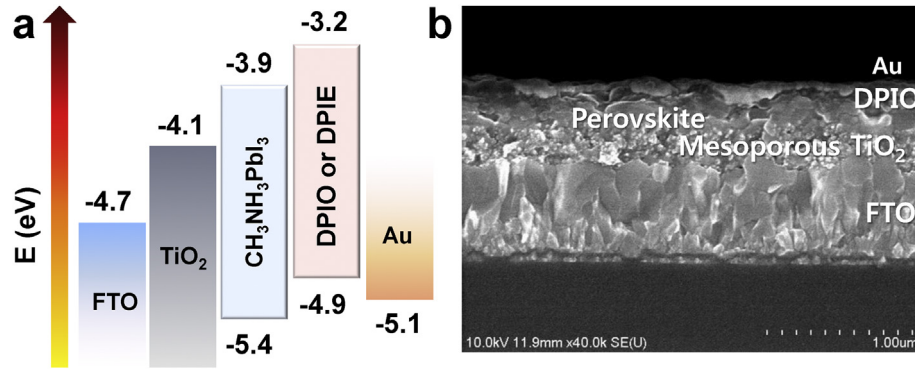 a
E (eV)
-4.7
FTO
-4.1
TiO2
-3.9
CH3NH3PbI3
-5.4
-3.2
DPIO or DPIE
-4.9
Au
-5.1
b
Au
DPIO
Perovskite
Mesoporous TiO2
FTO
10.0kV 11.9mm x40.0k SE(U)
1.00um